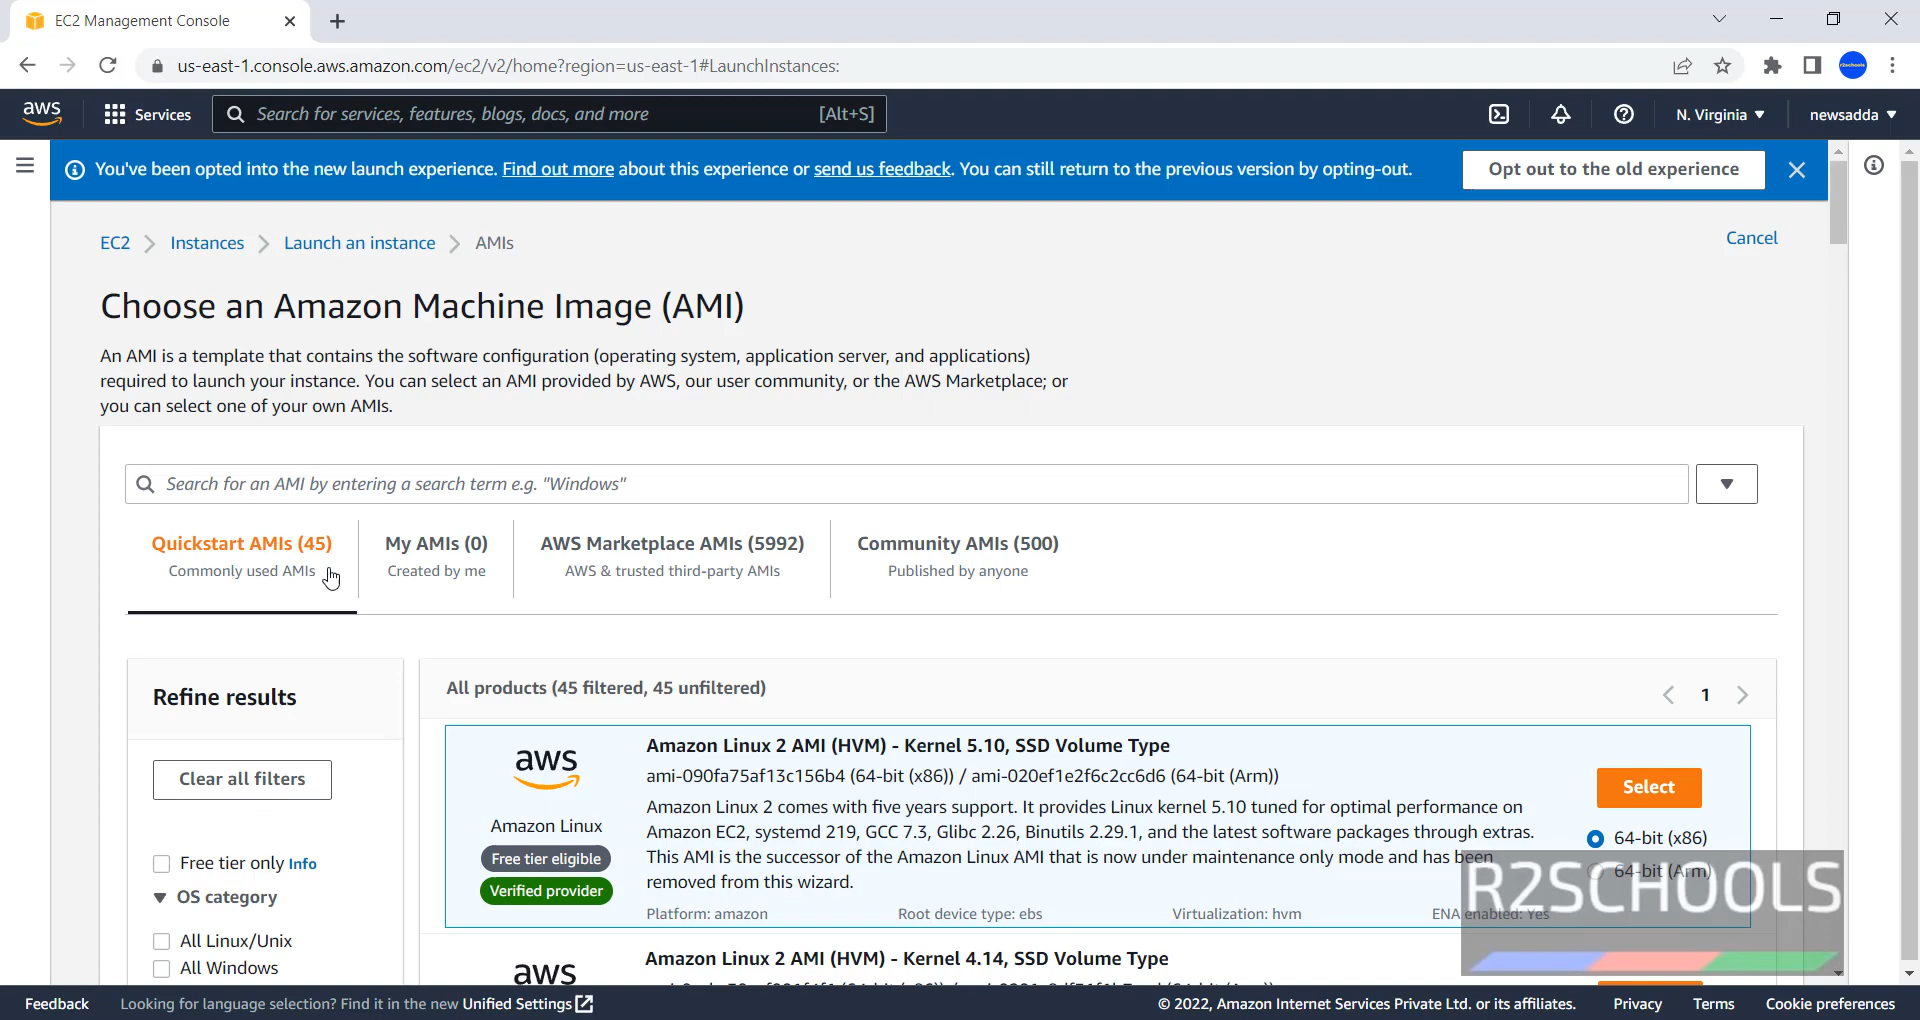 EC2 Management Console
us-east-1.console.aws.amazon.com/ec2/v2/home?region=us-east-1#LaunchInstances:
r2schools
aws Services Search for services, features, blogs, docs, and more [Alt+S] N. Virginia newsadda
You've been opted into the new launch experience. Find out more about this experience or send us feedback. You can still return to the previous version by opting-out. Opt out to the old experience
EC2 Instances Launch an instance AMIs Cancel
Choose an Amazon Machine Image (AMI)
An AMI is a template that contains the software configuration (operating system, application server, and applications)
required to launch your instance. You can select an AMI provided by AWS, our user community, or the AWS Marketplace; or
you can select one of your own AMIs.
Search for an AMI by entering a search term e.g. "Windows"
Quickstart AMIs (45) My AMIs (0) AWS Marketplace AMIs (5992) Community AMIs (500)
Commonly used AMIs Created by me AWS & trusted third-party AMIs Published by anyone
Refine results
Clear all filters
Free tier only Info
OS category
All Linux/Unix
All Windows
All products (45 filtered, 45 unfiltered) 1
aws
Amazon Linux
Free tier eligible
Verified provider
Amazon Linux 2 AMI (HVM) - Kernel 5.10, SSD Volume Type
ami-090fa75af13c156b4 (64-bit (x86)) / ami-020ef1e2f6c2cc6d6 (64-bit (Arm))
Amazon Linux 2 comes with five years support. It provides Linux kernel 5.10 tuned for optimal performance on
Amazon EC2, systemd 219, GCC 7.3, Glibc 2.26, Binutils 2.29.1, and the latest software packages through extras.
This AMI is the successor of the Amazon Linux AMI that is now under maintenance only mode and has been
removed from this wizard.
Platform: amazon Root device type: ebs Virtualization: hvm ENA enabled: Yes
Select
64-bit (x86)
64-bit (Arm)
R2SCHOOLS
aws
Amazon Linux 2 AMI (HVM) - Kernel 4.14, SSD Volume Type
Feedback Looking for language selection? Find it in the new Unified Settings © 2022, Amazon Internet Services Private Ltd. or its affiliates. Privacy Terms Cookie preferences